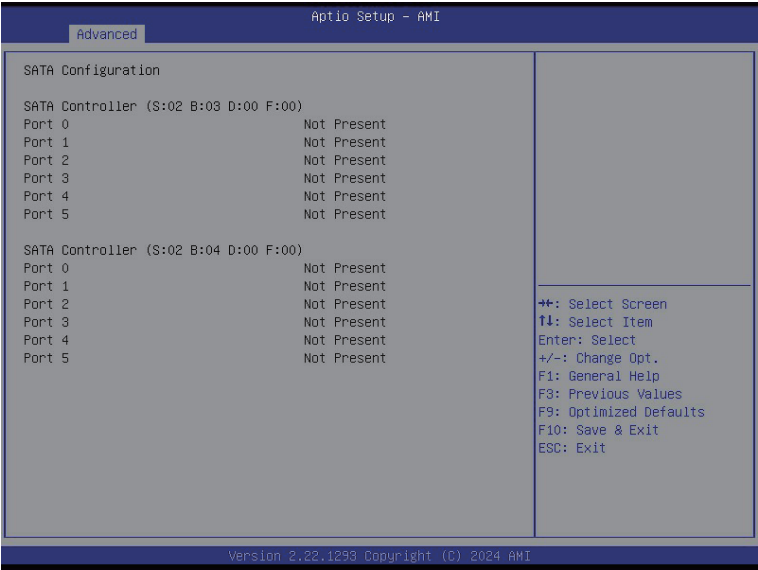 Aptio Setup – AMI
Advanced
SATA Configuration
SATA Controller (S:02 B:03 D:00 F:00)
Port 0 Not Present
Port 1 Not Present
Port 2 Not Present
Port 3 Not Present
Port 4 Not Present
Port 5 Not Present
SATA Controller (S:02 B:04 D:00 F:00)
Port 0 Not Present
Port 1 Not Present
Port 2 Not Present
Port 3 Not Present
Port 4 Not Present
Port 5 Not Present
→←: Select Screen
↑↓: Select Item
Enter: Select
+/-: Change Opt.
F1: General Help
F3: Previous Values
F9: Optimized Defaults
F10: Save & Exit
ESC: Exit
Version 2.22.1293 Copyright (C) 2024 AMI